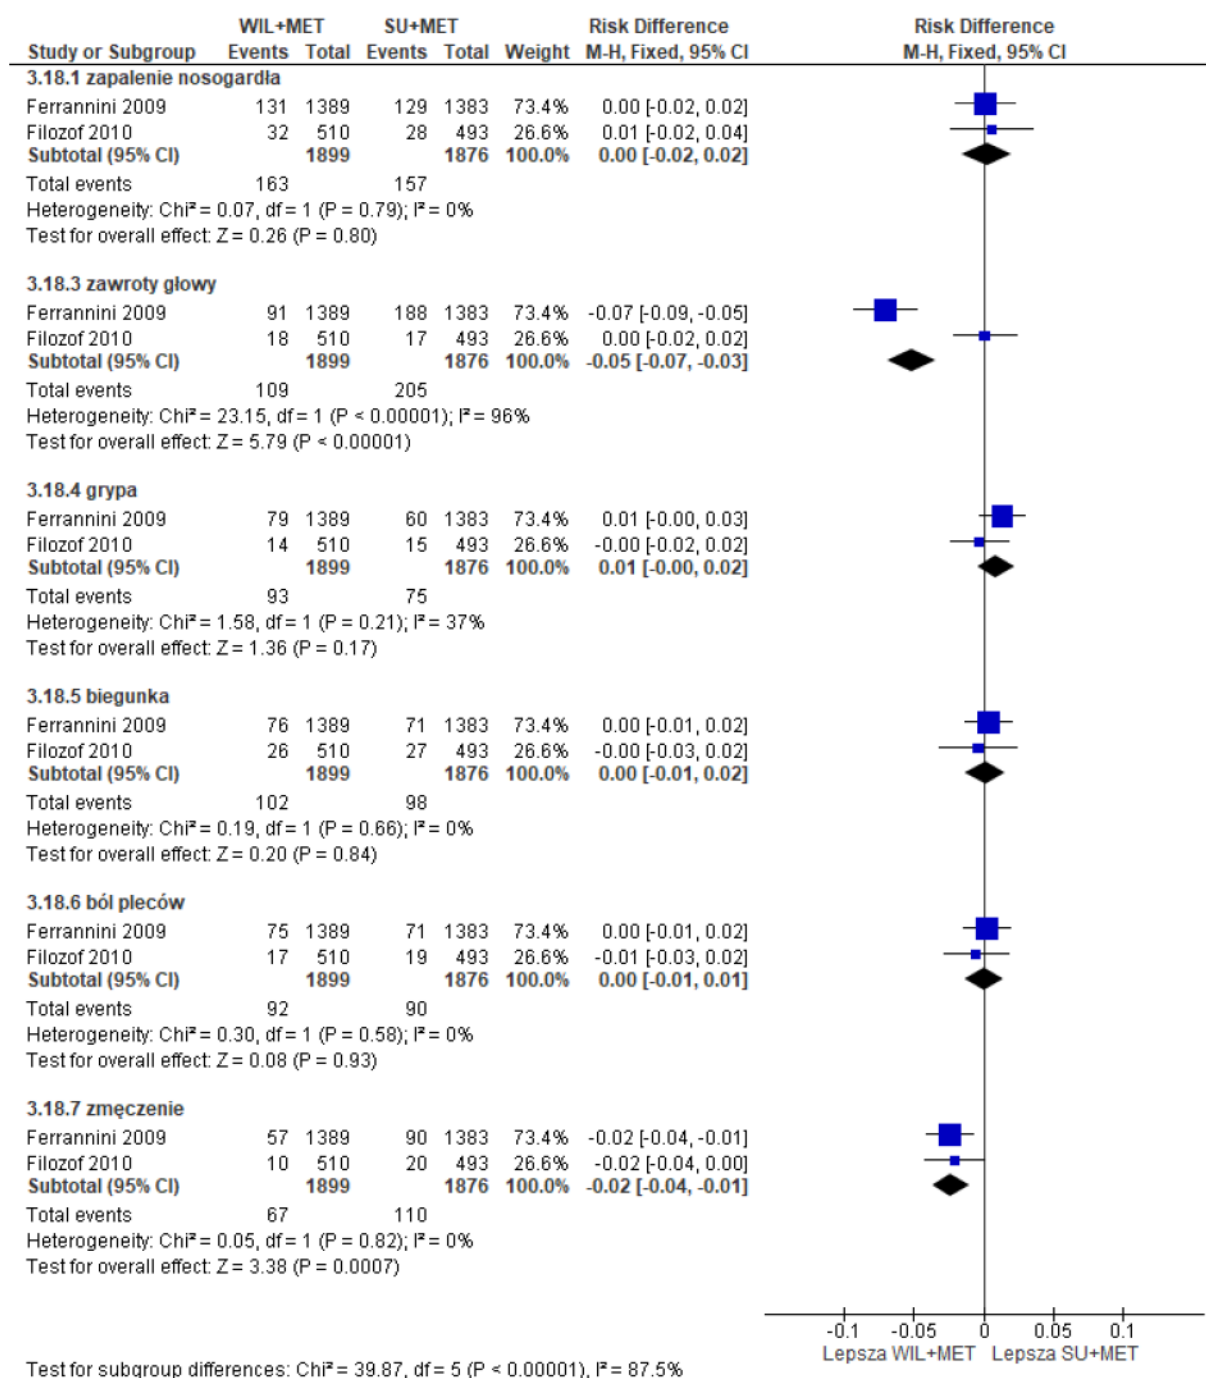 WIL+MET SU+MET Risk Difference Risk Difference
Study or Subgroup Events Total Events Total Weight M-H, Fixed, 95% CI M-H, Fixed, 95% CI
3.18.1 zapalenie nosogardła
Ferrannini 2009 131 1389 129 1383 73.4% 0.00 [-0.02, 0.02]
Filozof 2010 32 510 28 493 26.6% 0.01 [-0.02, 0.04]
Subtotal (95% CI) 1899 1876 100.0% 0.00 [-0.02, 0.02]
Total events 163 157
Heterogeneity: Chi² = 0.07, df = 1 (P = 0.79); I² = 0%
Test for overall effect: Z = 0.26 (P = 0.80)
3.18.3 zawroty głowy
Ferrannini 2009 91 1389 188 1383 73.4% -0.07 [-0.09, -0.05]
Filozof 2010 18 510 17 493 26.6% 0.00 [-0.02, 0.02]
Subtotal (95% CI) 1899 1876 100.0% -0.05 [-0.07, -0.03]
Total events 109 205
Heterogeneity: Chi² = 23.15, df = 1 (P < 0.00001); I² = 96%
Test for overall effect: Z = 5.79 (P < 0.00001)
3.18.4 grypa
Ferrannini 2009 79 1389 60 1383 73.4% 0.01 [-0.00, 0.03]
Filozof 2010 14 510 15 493 26.6% -0.00 [-0.02, 0.02]
Subtotal (95% CI) 1899 1876 100.0% 0.01 [-0.00, 0.02]
Total events 93 75
Heterogeneity: Chi² = 1.58, df = 1 (P = 0.21); I² = 37%
Test for overall effect: Z = 1.36 (P = 0.17)
3.18.5 biegunka
Ferrannini 2009 76 1389 71 1383 73.4% 0.00 [-0.01, 0.02]
Filozof 2010 26 510 27 493 26.6% -0.00 [-0.03, 0.02]
Subtotal (95% CI) 1899 1876 100.0% 0.00 [-0.01, 0.02]
Total events 102 98
Heterogeneity: Chi² = 0.19, df = 1 (P = 0.66); I² = 0%
Test for overall effect: Z = 0.20 (P = 0.84)
3.18.6 ból pleców
Ferrannini 2009 75 1389 71 1383 73.4% 0.00 [-0.01, 0.02]
Filozof 2010 17 510 19 493 26.6% -0.01 [-0.03, 0.02]
Subtotal (95% CI) 1899 1876 100.0% 0.00 [-0.01, 0.01]
Total events 92 90
Heterogeneity: Chi² = 0.30, df = 1 (P = 0.58); I² = 0%
Test for overall effect: Z = 0.08 (P = 0.93)
3.18.7 zmęczenie
Ferrannini 2009 57 1389 90 1383 73.4% -0.02 [-0.04, -0.01]
Filozof 2010 10 510 20 493 26.6% -0.02 [-0.04, 0.00]
Subtotal (95% CI) 1899 1876 100.0% -0.02 [-0.04, -0.01]
Total events 67 110
Heterogeneity: Chi² = 0.05, df = 1 (P = 0.82); I² = 0%
Test for overall effect: Z = 3.38 (P = 0.0007)
-0.1 -0.05 0 0.05 0.1
Lepsza WIL+MET Lepsza SU+MET
Test for subgroup differences: Chi² = 39.87, df = 5 (P < 0.00001), I² = 87.5%